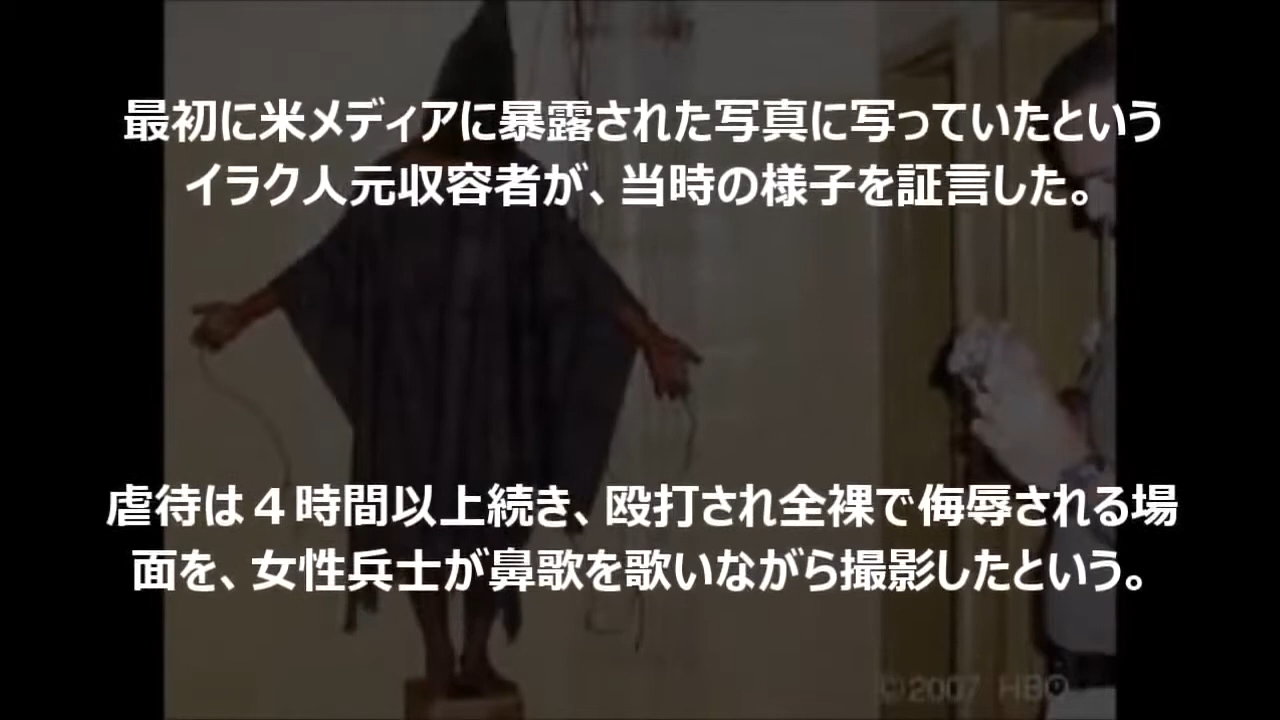 最初に米メディアに暴露された写真に写っていたという
イラク人元収容者が、当時の様子を証言した。
虐待は４時間以上続き、殴打され全裸で侮辱される場
面を、女性兵士が鼻歌を歌いながら撮影したという。
©2007 HBO